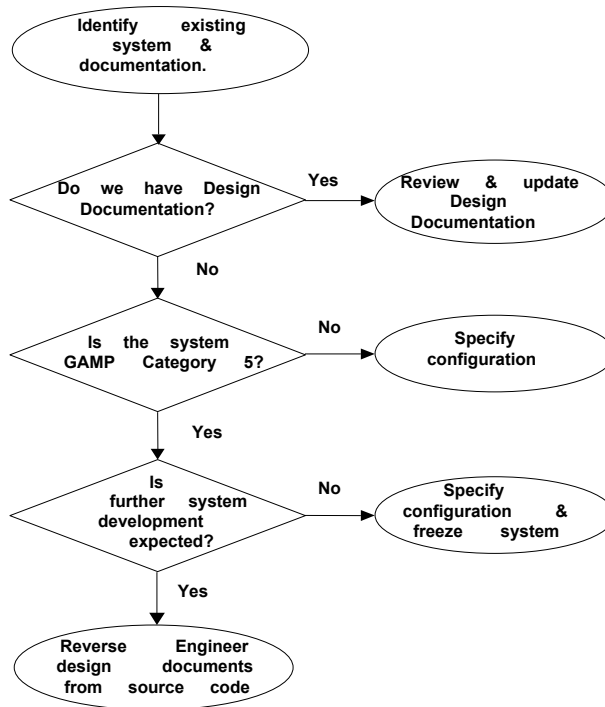 Identify existing
system &
documentation.
Do we have Design
Documentation?
Yes
Review & update
Design
Documentation
No
Is the system
GAMP Category 5?
No
Specify
configuration
Yes
Is
further system
development
expected?
No
Specify
configuration &
freeze system
Yes
Reverse Engineer
design documents
from source code